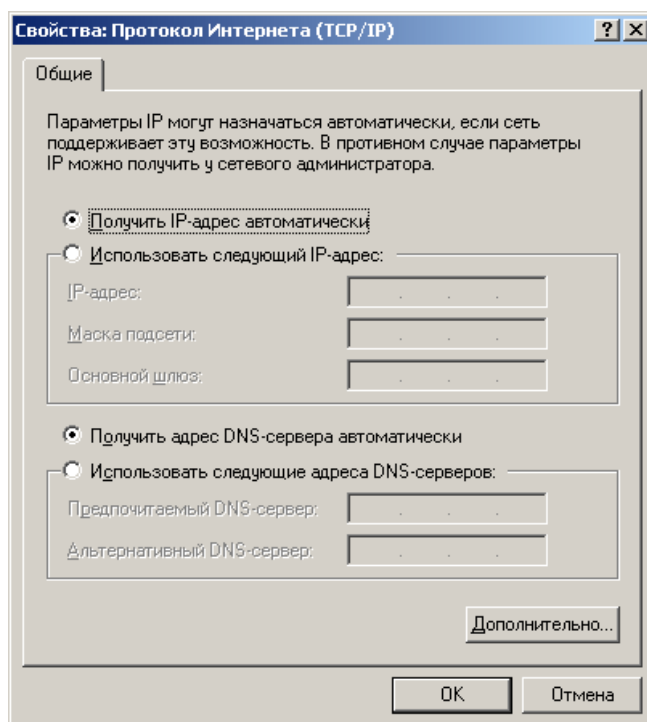 Свойства: Протокол Интернета (TCP/IP)
Общие
Параметры IP могут назначаться автоматически, если сеть
поддерживает эту возможность. В противном случае параметры
IP можно получить у сетевого администратора.
Получить IP-адрес автоматически
Использовать следующий IP-адрес:
IP-адрес:
Маска подсети:
Основной шлюз:
Получить адрес DNS-сервера автоматически
Использовать следующие адреса DNS-серверов:
Предпочитаемый DNS-сервер:
Альтернативный DNS-сервер:
Дополнительно...
OK
Отмена